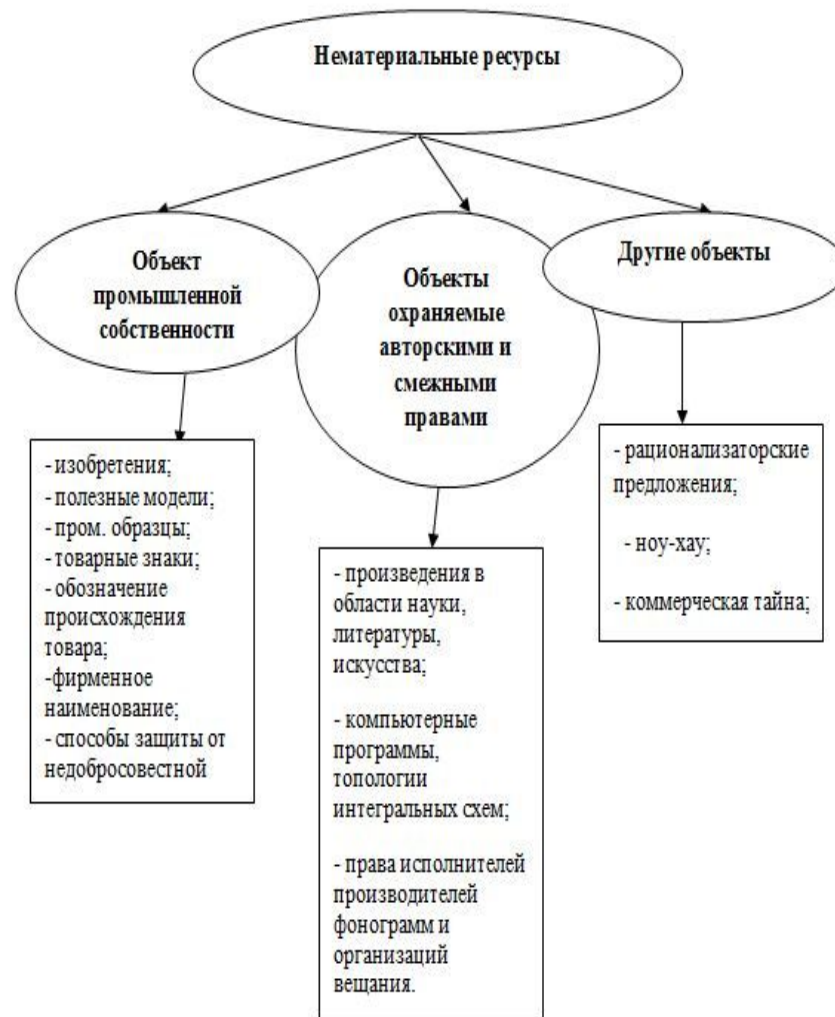 Нематериальные ресурсы
Объект
промышленной
собственности
Объекты
охраняемые
авторскими и
смежными
правами
Другие объекты
- изобретения;
- полезные модели;
- пром. образцы;
- товарные знаки;
- обозначение
происхождения
товара;
-фирменное
наименование;
- способы защиты от
недобросовестной
- произведения в
области науки,
литературы,
искусства;
- компьютерные
программы,
топологии
интегральных схем;
- права исполнителей
производителей
фонограмм и
организаций
вещания.
- рационализаторские
предложения;
- ноу-хау;
- коммерческая тайна;